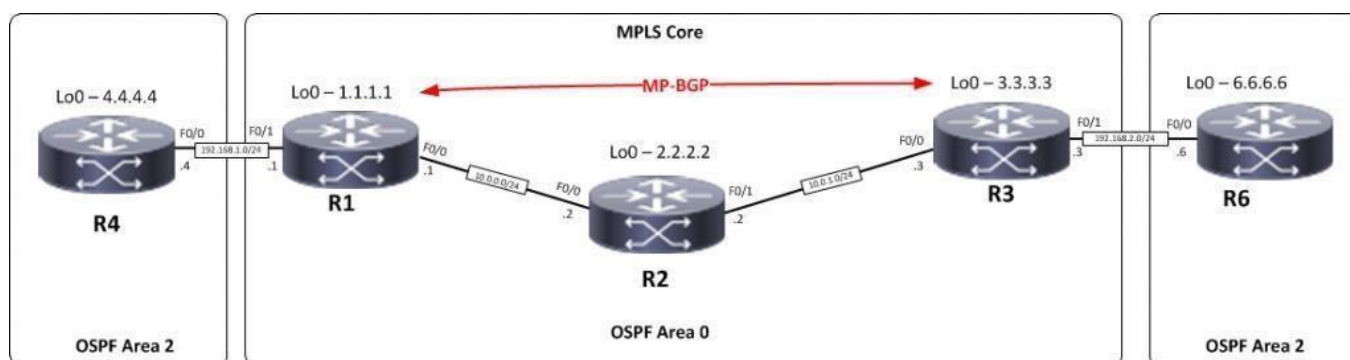 MPLS Core
MP-BGP
Lo0 – 4.4.4.4
Lo0 – 1.1.1.1
Lo0 – 3.3.3.3
Lo0 – 6.6.6.6
F0/0
192.168.1.0/24
F0/1
.4
.1
R4
R1
F0/0
.1
10.0.0.0/24
Lo0 – 2.2.2.2
F0/0
.2
F0/1
.2
R2
10.0.1.0/24
F0/0
.3
R3
F0/1
192.168.2.0/24
F0/0
.3
.6
R6
OSPF Area 2
OSPF Area 0
OSPF Area 2